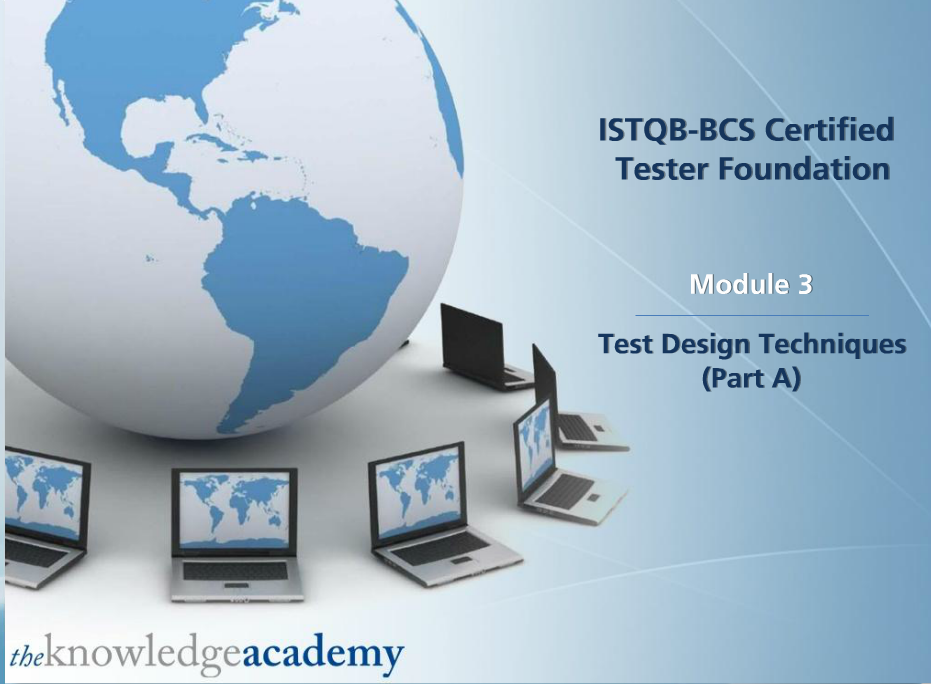 ISTQB-BCS Certified
Tester Foundation
Module 3
Test Design Techniques
(Part A)
theknowledgeacademy